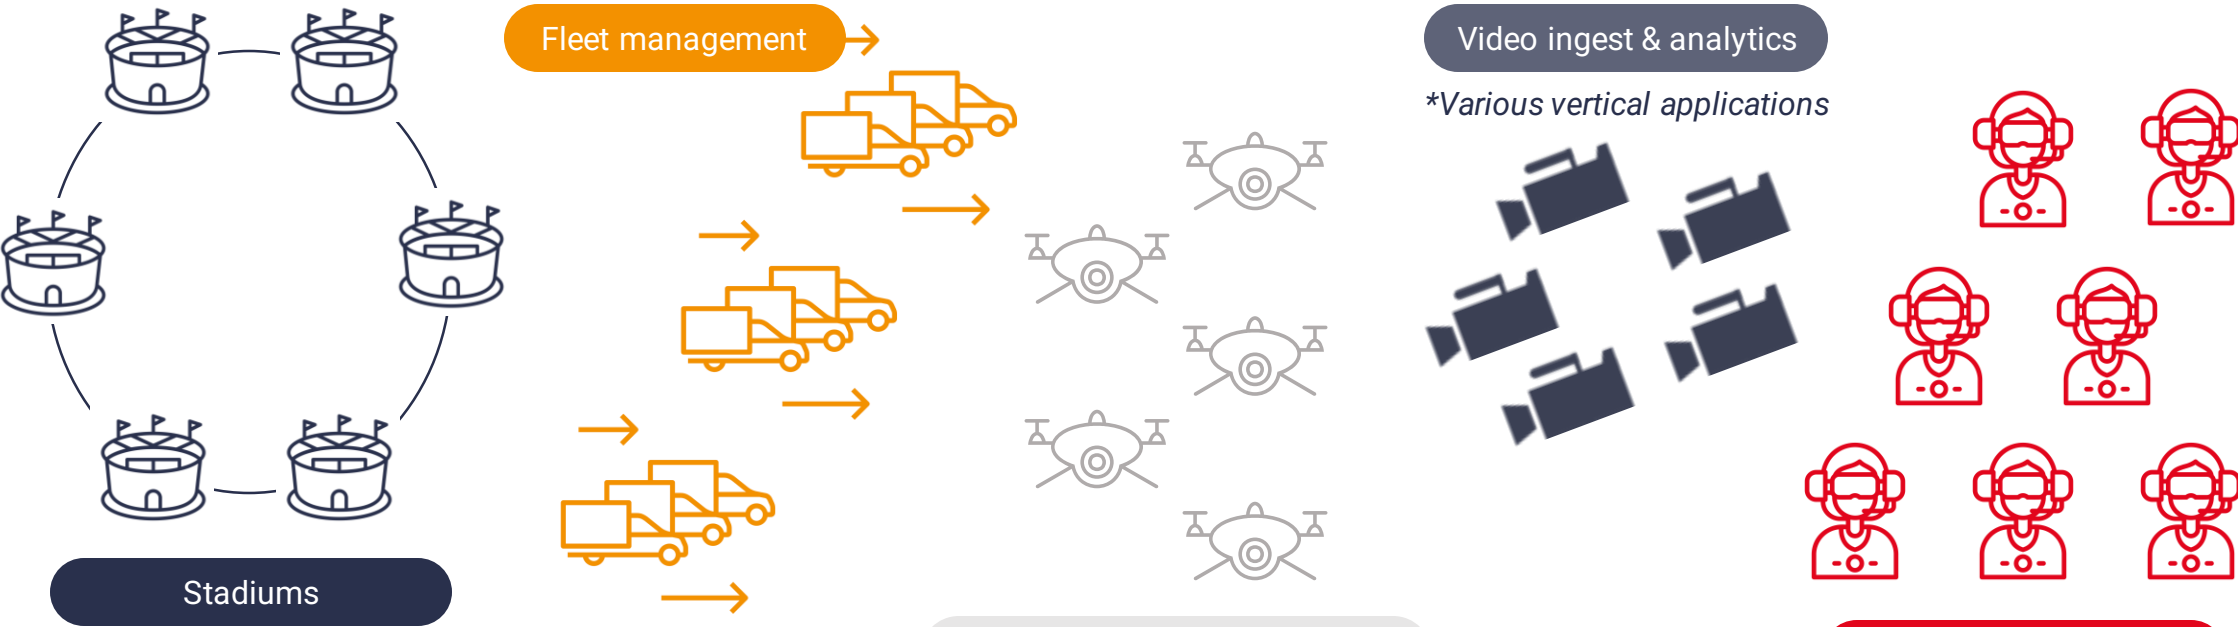 Fleet management
Video ingest & analytics
*Various vertical applications
Stadiums